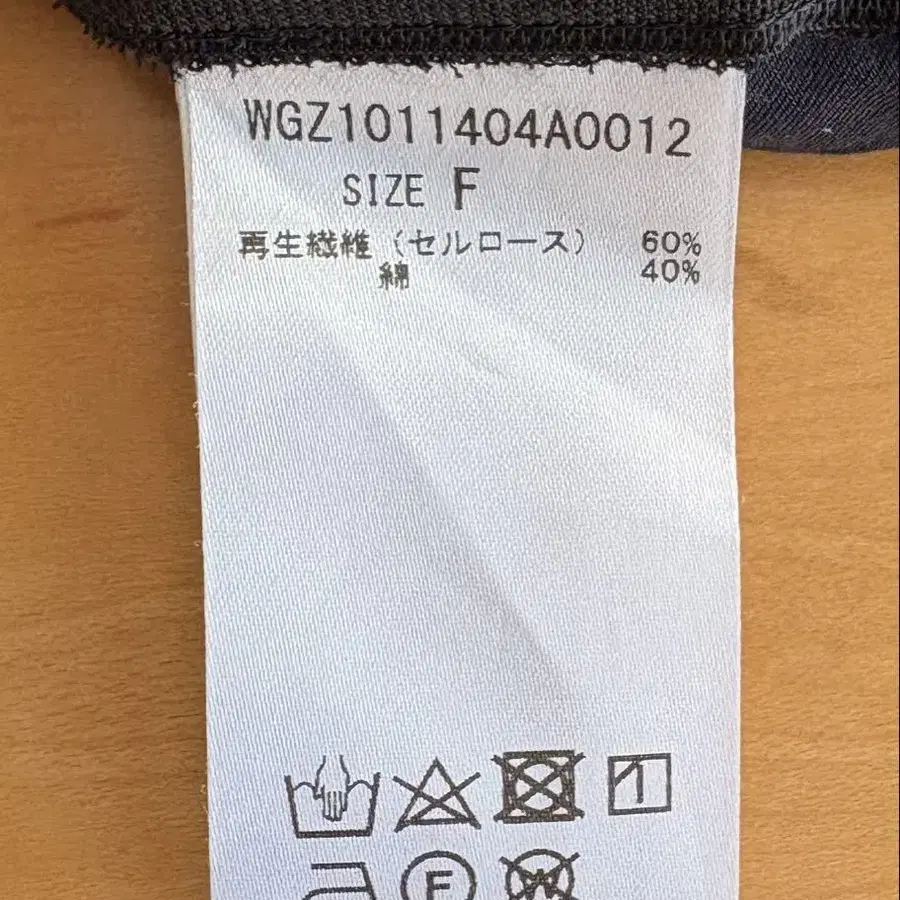 WGZ1011404A0012
SIZE F
再生繊維(セルロース) 60%
綿 40%
F
W